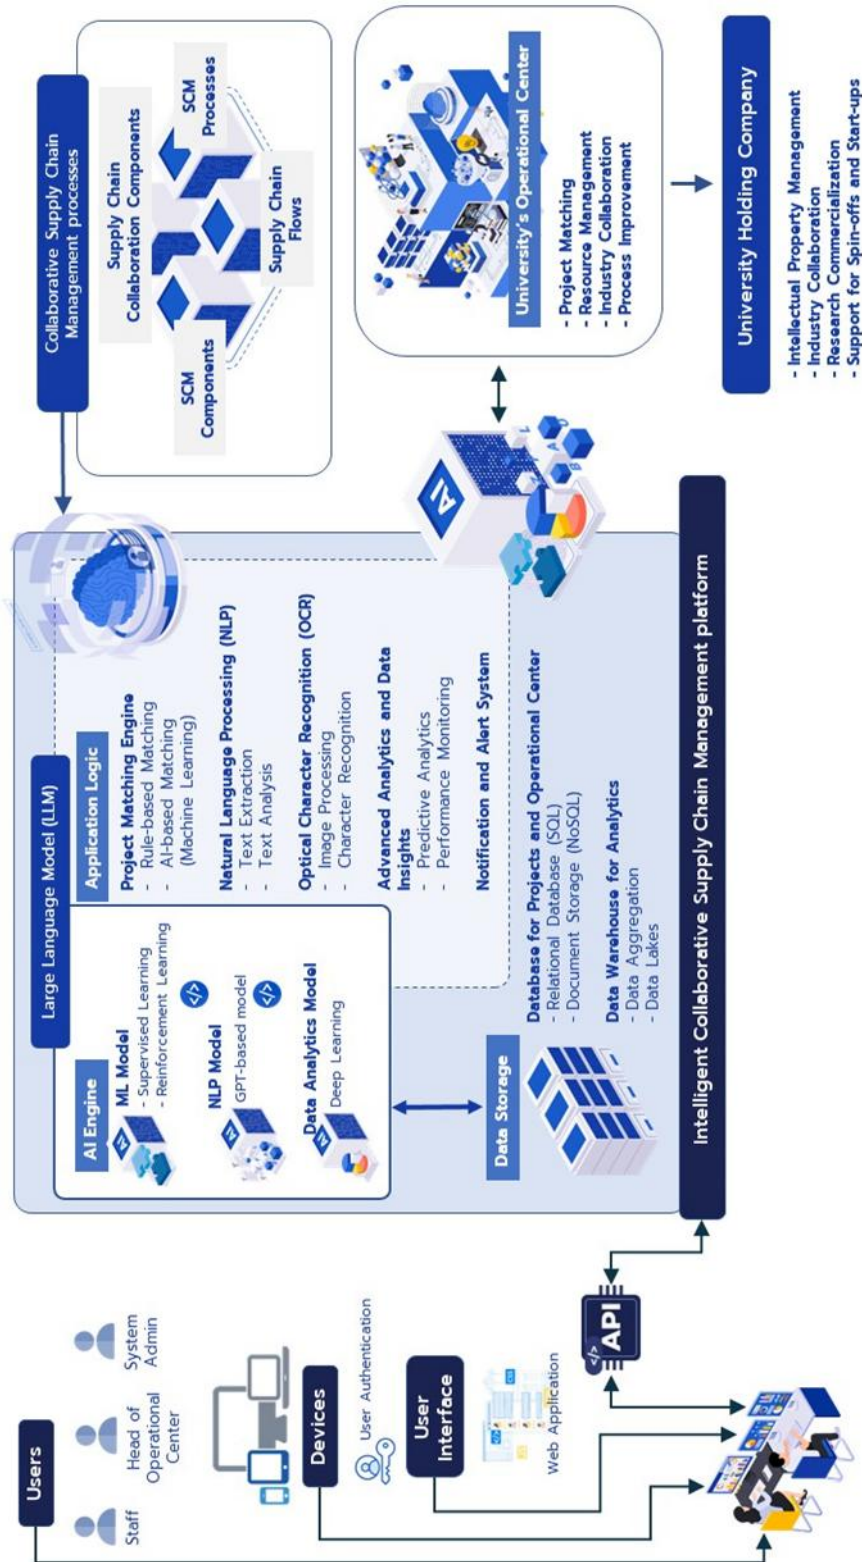 Users
Staff
Head of
Operational
Center
System
Admin
Devices
User Authentication
User
Interface
Web Application
API
Large Language Model (LLM)
AI Engine
ML Model
- Supervised Learning
- Reinforcement Learning
NLP Model
GPT-based model
Data Analytics Model
Deep Learning
Application Logic
Project Matching Engine
- Rule-based Matching
- AI-based Matching
(Machine Learning)
Natural Language Processing (NLP)
- Text Extraction
- Text Analysis
Optical Character Recognition (OCR)
- Image Processing
- Character Recognition
Advanced Analytics and Data
Insights
- Predictive Analytics
- Performance Monitoring
Notification and Alert System
Data Storage
Database for Projects and Operational Center
- Relational Database (SQL)
- Document Storage (NoSQL)
Data Warehouse for Analytics
- Data Aggregation
- Data Lakes
Intelligent Collaborative Supply Chain Management platform
AI
Collaborative Supply Chain
Management processes
Supply Chain
Collaboration Components
SCM
Components
SCM
Processes
Supply Chain
Flows
University's Operational Center
- Project Matching
- Resource Management
- Industry Collaboration
- Process Improvement
University Holding Company
- Intellectual Property Management
- Industry Collaboration
- Research Commercialization
- Support for Spin-offs and Start-ups